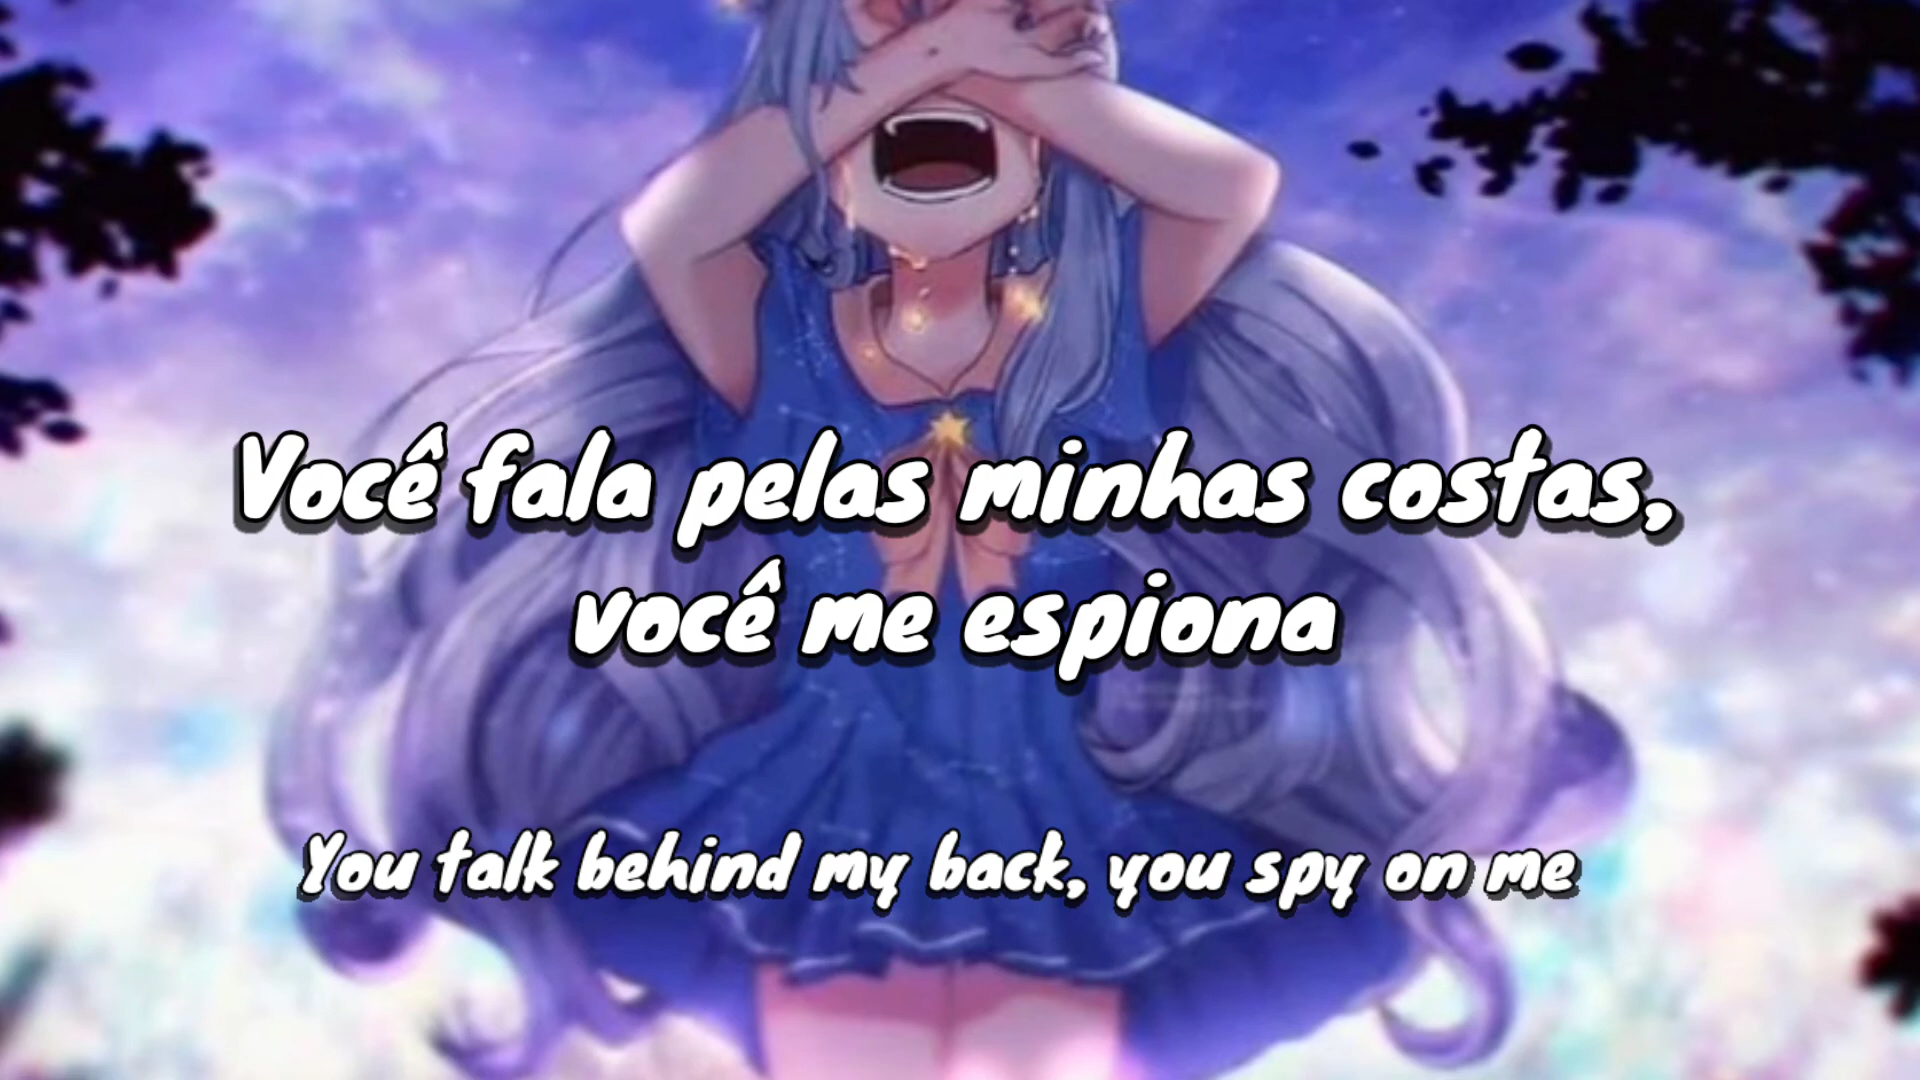 Você fala pelas minhas costas,
você me espiona
You talk behind my back, you spy on me